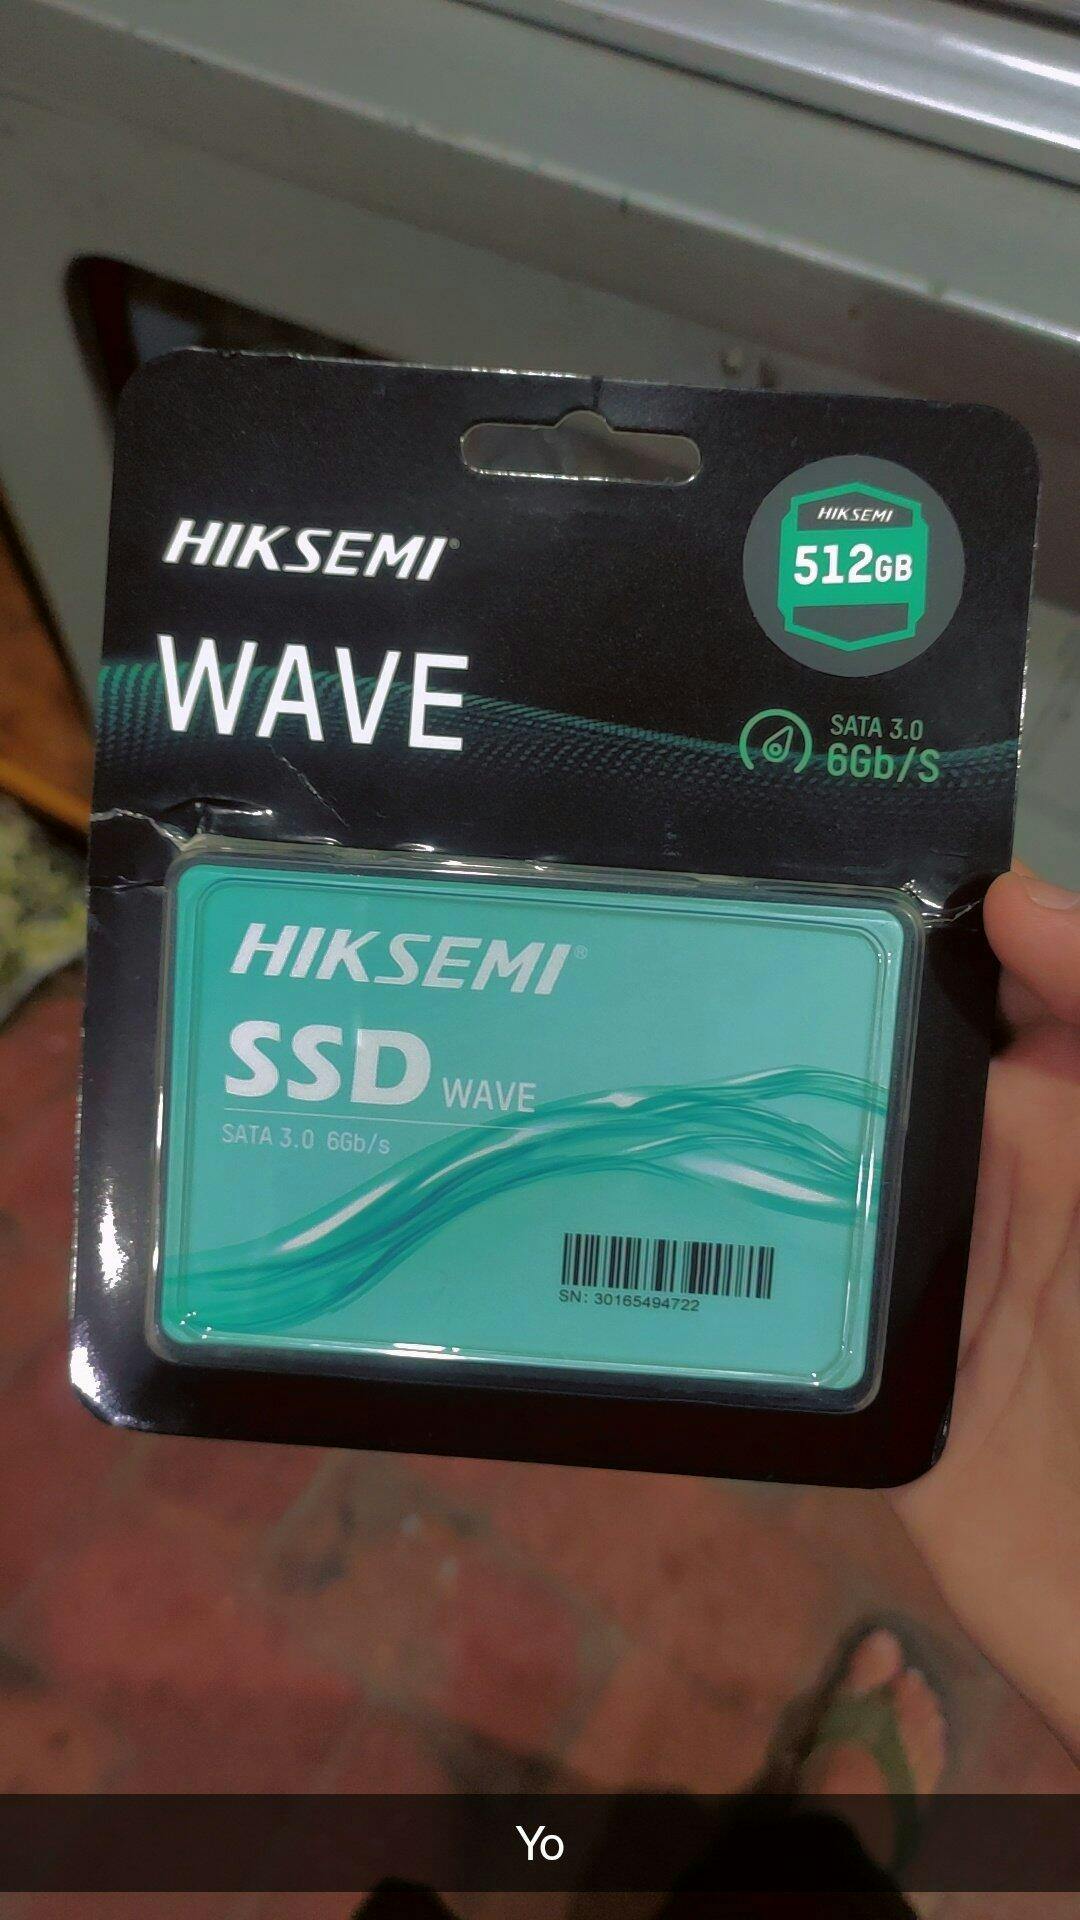 HIKSEMI®
WAVE
HIKSEMI
512GB
SATA 3.0
6Gb/S
HIKSEMI®
SSD WAVE
SATA 3.0 6Gb/s
SN: 30165494722
Yo